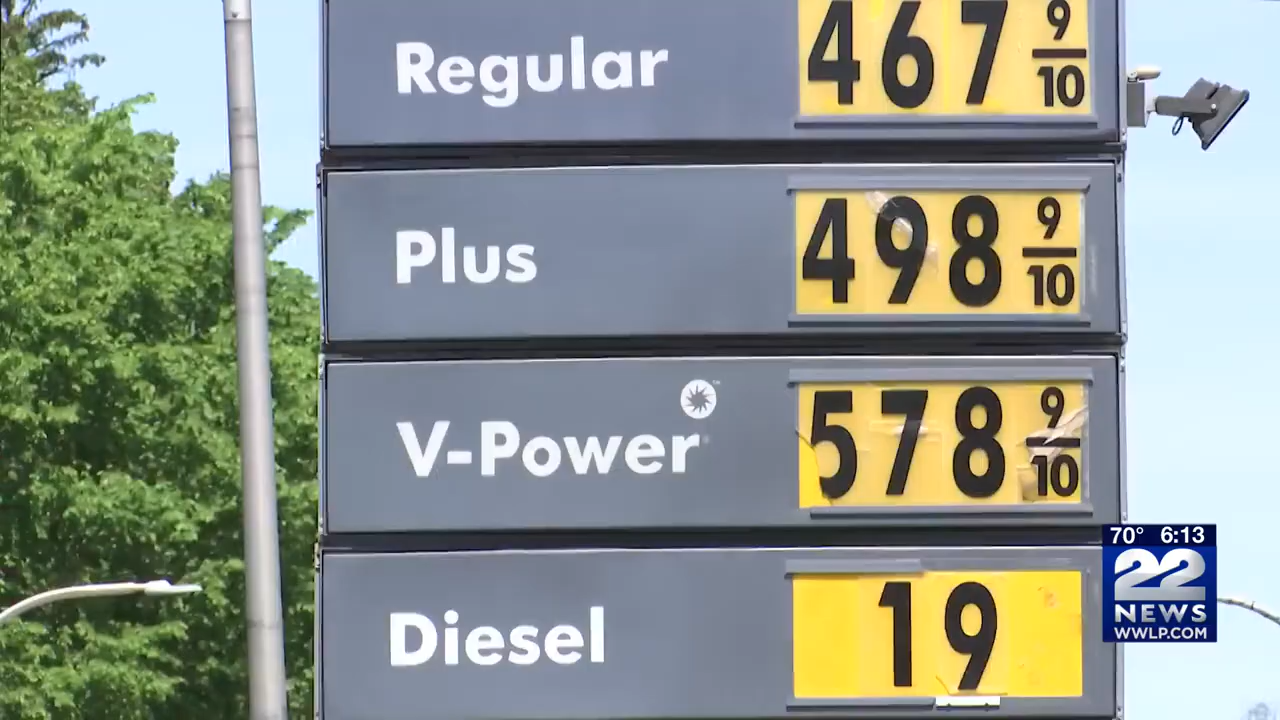 Regular 467 9/10
Plus 498 9/10
V-Power™ 578 9/10
Diesel 19
70° 6:13
22
NEWS
WWLP.COM